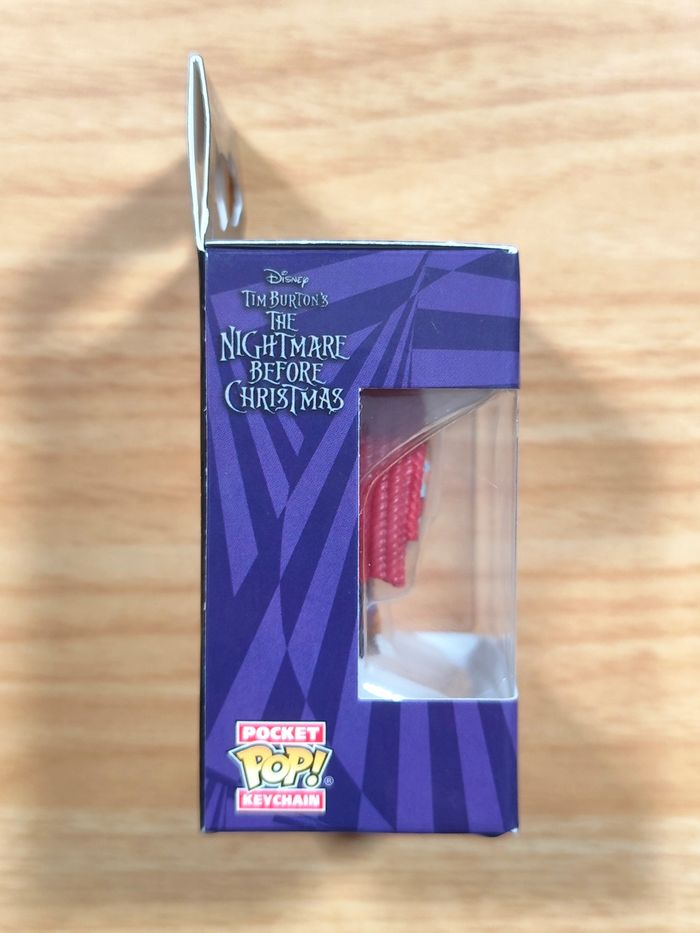 Disney
TIM BURTON'S
THE
NIGHTMARE
BEFORE
CHRISTMAS
POCKET
POP!®
KEYCHAIN